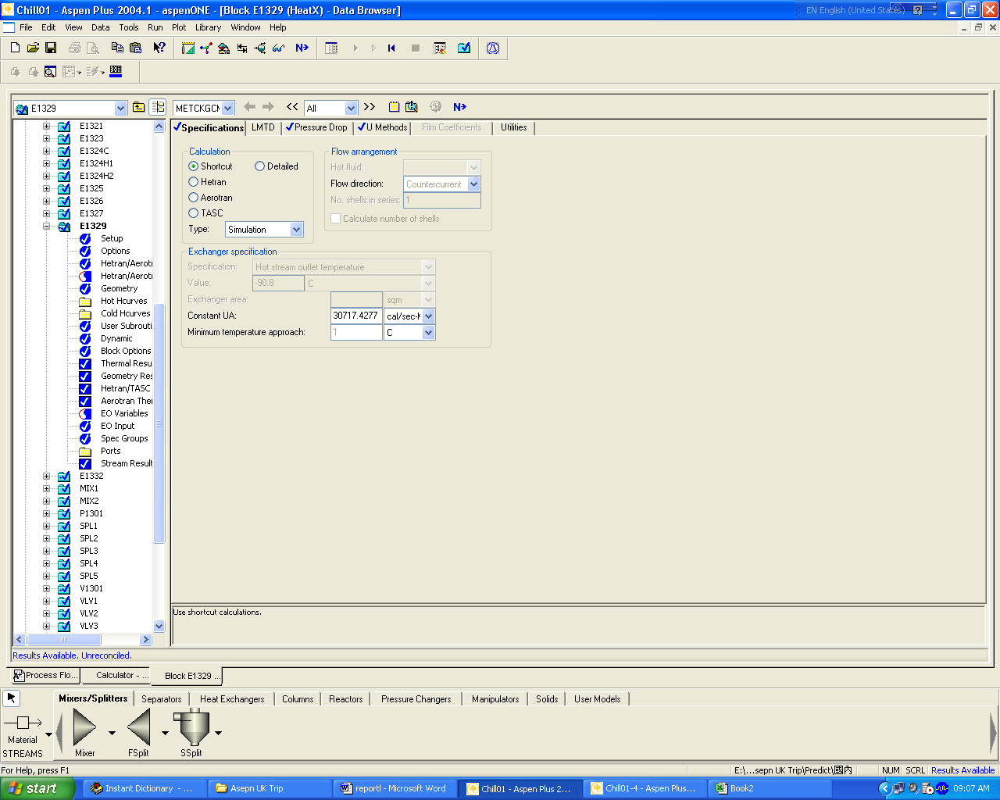 Chill01 - Aspen Plus 2004.1 - aspenONE - [Block E1329 (HeatX) - Data Browser]
EN English (United States)
File Edit View Data Tools Run Plot Library Window Help
N➔
E1329
METCKGCN
<< All >>
N➔
E1321
E1323
E1324C
E1324H1
E1324H2
E1325
E1326
E1327
E1329
Setup
Options
Hetran/Aerotr
Hetran/Aerotr
Geometry
Hot Hcurves
Cold Hcurves
User Subrouti
Dynamic
Block Options
Thermal Resu
Geometry Res
Hetran/TASC
Aerotran Ther
EO Variables
EO Input
Spec Groups
Ports
Stream Result
E1332
MIX1
MIX2
P1301
SPL1
SPL2
SPL3
SPL4
SPL5
V1301
VLV1
VLV2
VLV3
Specifications LMTD Pressure Drop U Methods Film Coefficients Utilities
Calculation
Shortcut Detailed
Hetran
Aerotran
TASC
Type: Simulation
Flow arrangement
Hot fluid:
Flow direction: Countercurrent
No. shells in series: 1
Calculate number of shells
Exchanger specification
Specification: Hot stream outlet temperature
Value: -90.8 C
Exchanger area: sqm
Constant UA: 30717.4277 cal/sec-K
Minimum temperature approach: 1 C
Use shortcut calculations.
Results Available. Unreconciled.
Process Flo... Calculator - ... Block E1329 ...
Mixers/Splitters Separators Heat Exchangers Columns Reactors Pressure Changers Manipulators Solids User Models
Material
STREAMS
Mixer FSplit SSplit
For Help, press F1
E:\...sepn UK Trip\Predict\國內 NUM SCRL Results Available
start Instant Dictionary - ... Asepn UK Trip reportl - Microsoft Word Chill01 - Aspen Plus 2... Chill01-4 - Aspen Plus... Book2 09:07 AM